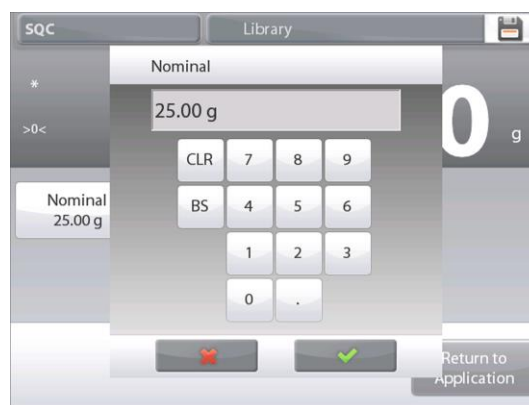 SQC
Library
Nominal
*
>0<
25.00 g
0 g
CLR 7 8 9
BS 4 5 6
1 2 3
0 .
Nominal
25.00 g
Return to
Application